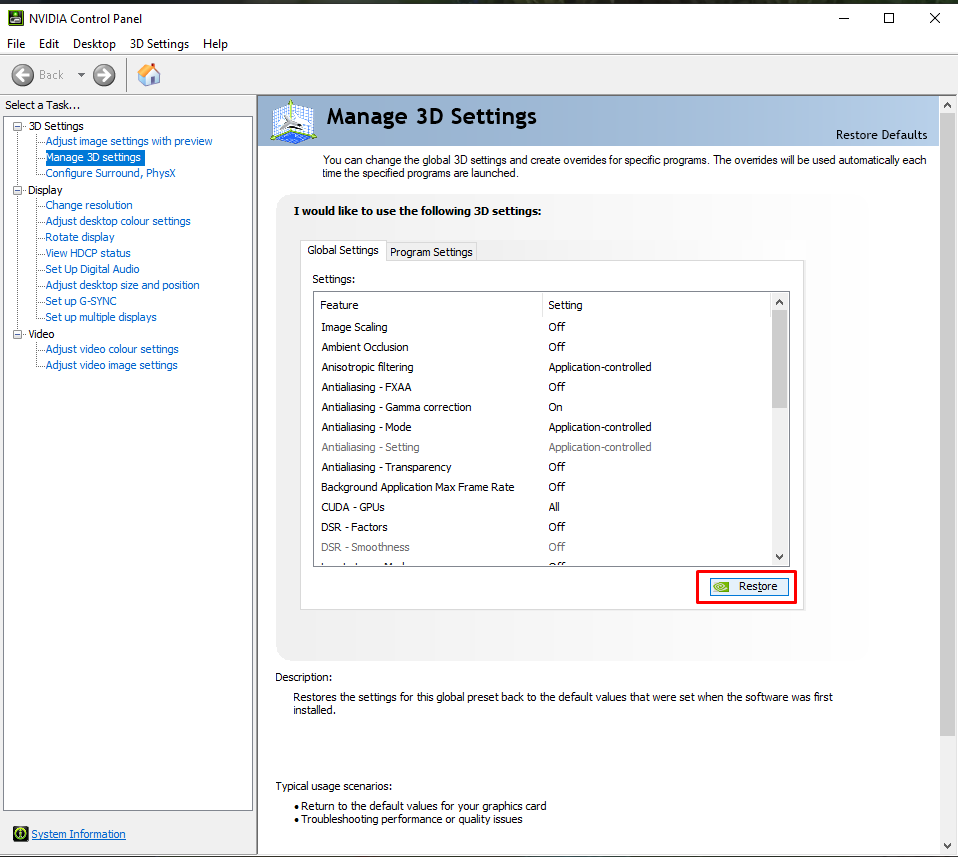 NVIDIA Control Panel
File Edit Desktop 3D Settings Help
Back
Select a Task...
3D Settings
Adjust image settings with preview
Manage 3D settings
Configure Surround, PhysX
Display
Change resolution
Adjust desktop colour settings
Rotate display
View HDCP status
Set Up Digital Audio
Adjust desktop size and position
Set up G-SYNC
Set up multiple displays
Video
Adjust video colour settings
Adjust video image settings
System Information
Manage 3D Settings
Restore Defaults
You can change the global 3D settings and create overrides for specific programs. The overrides will be used automatically each
time the specified programs are launched.
I would like to use the following 3D settings:
Global Settings Program Settings
Settings:
Feature Setting
Image Scaling Off
Ambient Occlusion Off
Anisotropic filtering Application-controlled
Antialiasing - FXAA Off
Antialiasing - Gamma correction On
Antialiasing - Mode Application-controlled
Antialiasing - Setting Application-controlled
Antialiasing - Transparency Off
Background Application Max Frame Rate Off
CUDA - GPUs All
DSR - Factors Off
DSR - Smoothness Off
Restore
Description:
Restores the settings for this global preset back to the default values that were set when the software was first
installed.
Typical usage scenarios:
• Return to the default values for your graphics card
• Troubleshooting performance or quality issues